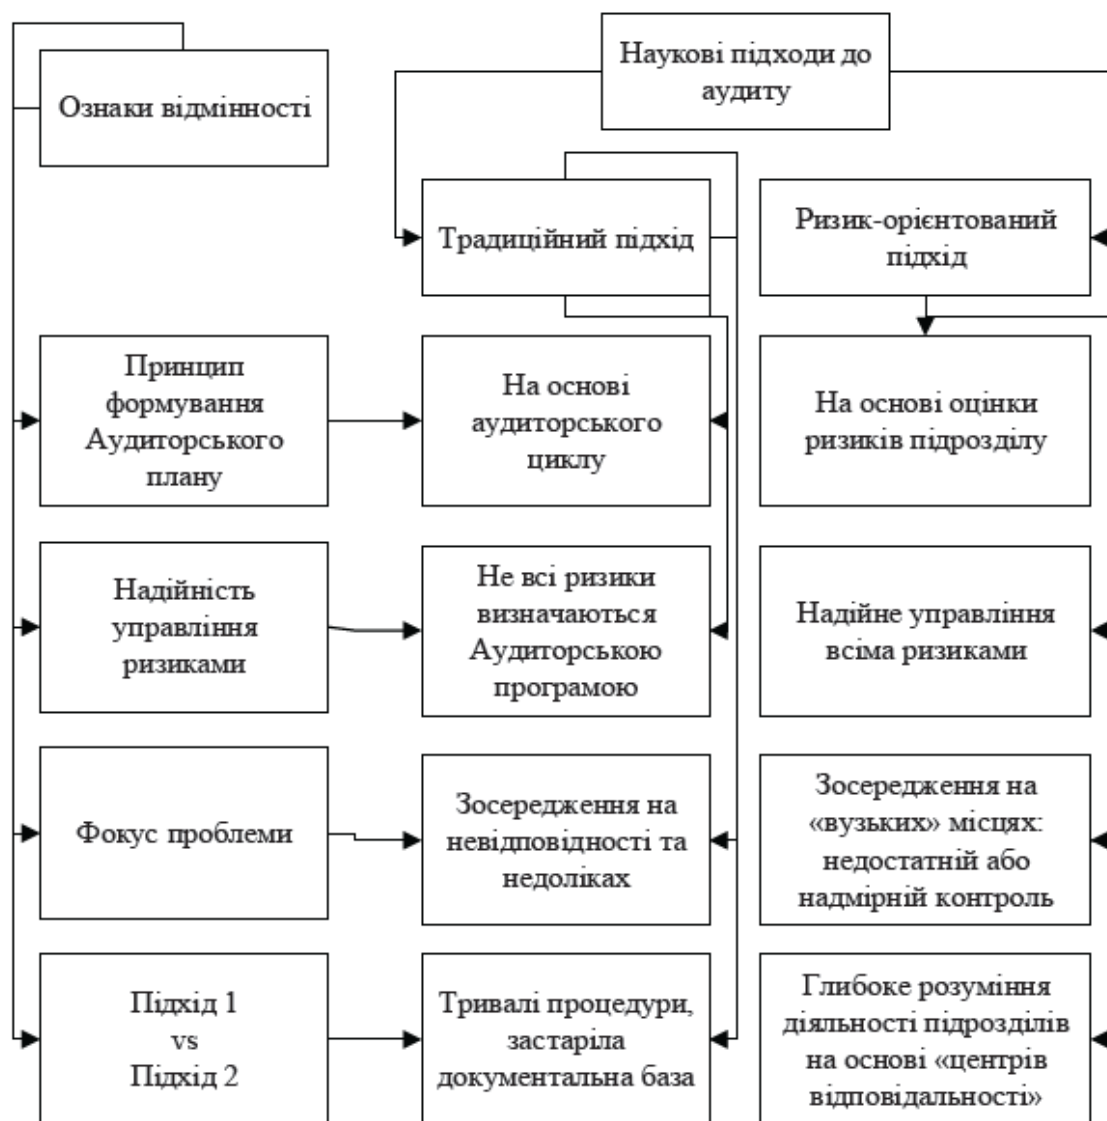 Наукові підходи до
аудиту
Ознаки відмінності
Традиційний підхід
Ризик-орієнтований
підхід
Принцип
формування
Аудиторського
плану
На основі
аудиторського
циклу
На основі оцінки
ризиків підрозділу
Надійність
управління
ризиками
Не всі ризики
визначаються
Аудиторською
програмою
Надійне управління
всіма ризиками
Фокус проблеми
Зосередження на
невідповідності та
недоліках
Зосередження на
«вузьких» місцях:
недостатній або
надмірній контроль
Підхід 1
vs
Підхід 2
Тривалі процедури,
застаріла
документальна база
Глибоке розуміння
діяльності підрозділів
на основі «центрів
відповідальності»